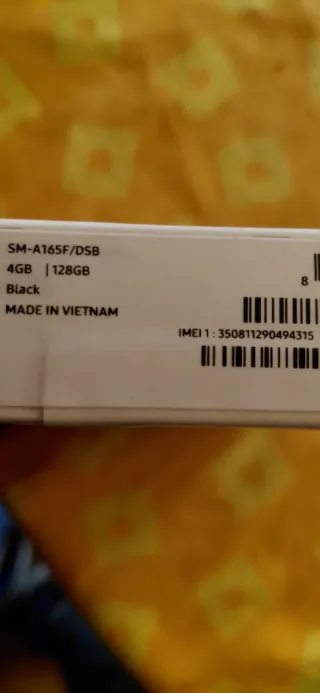 SM-A165F/DSB
4GB | 128GB
Black
MADE IN VIETNAM
8
IMEI 1 : 350811290494315